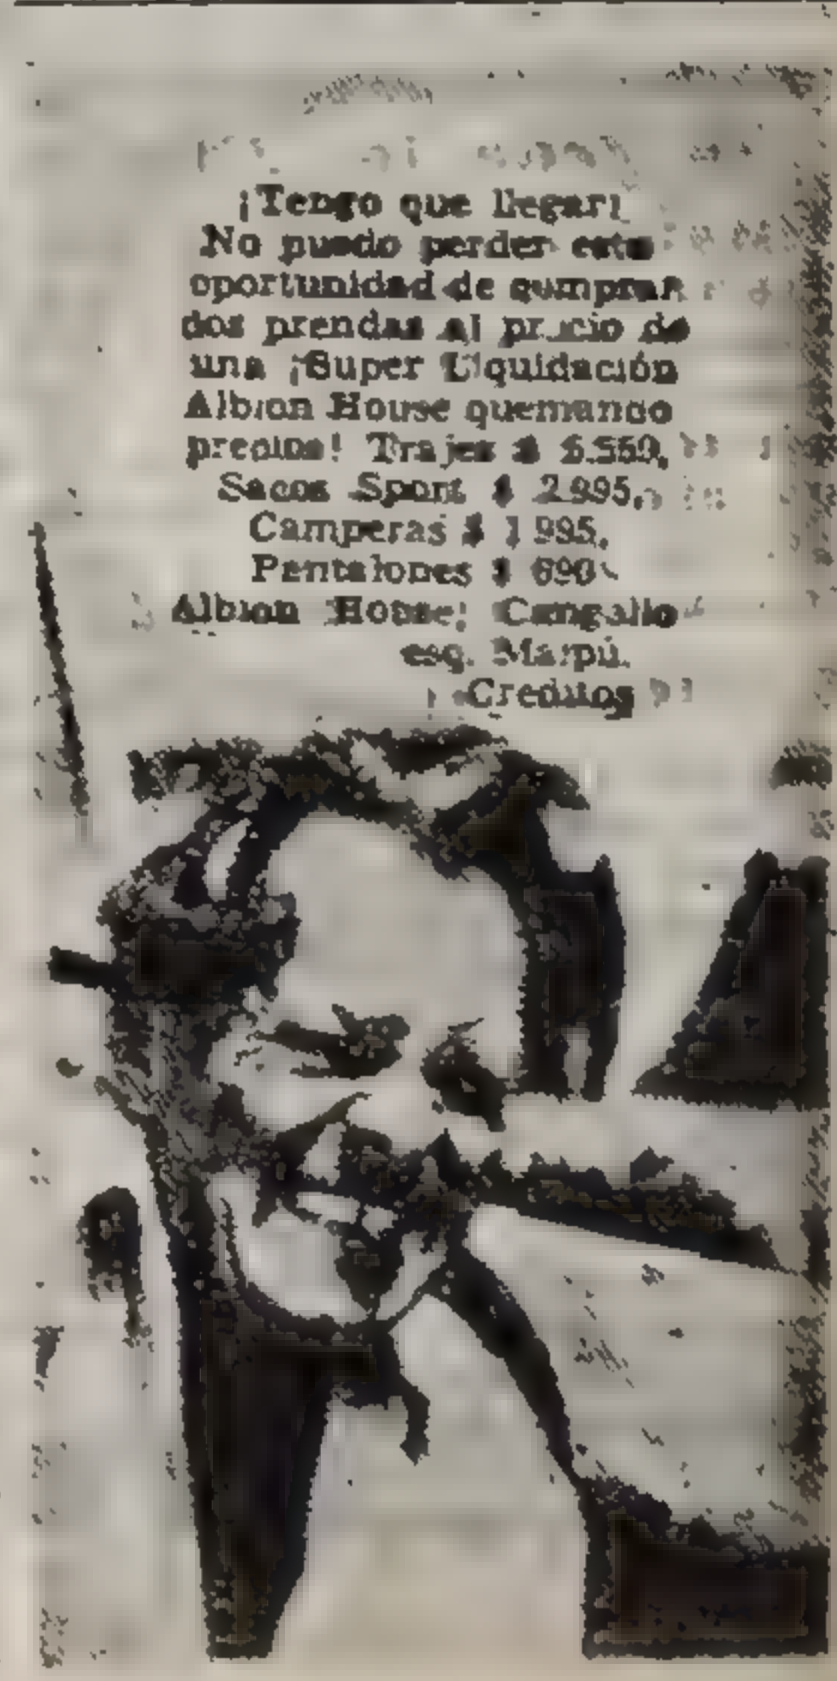 ¡Tengo que llegar!
No puedo perder esta
oportunidad de comprar
dos prendas al precio de
una ¡Super Liquidación
Albion House quemando
precios! Trajes $ 5.550,
Sacos Sport $ 2.995,
Camperas $ 1.995,
Pantalones $ 690
Albion House: Cangallo
esq. Maipú.
Creditos